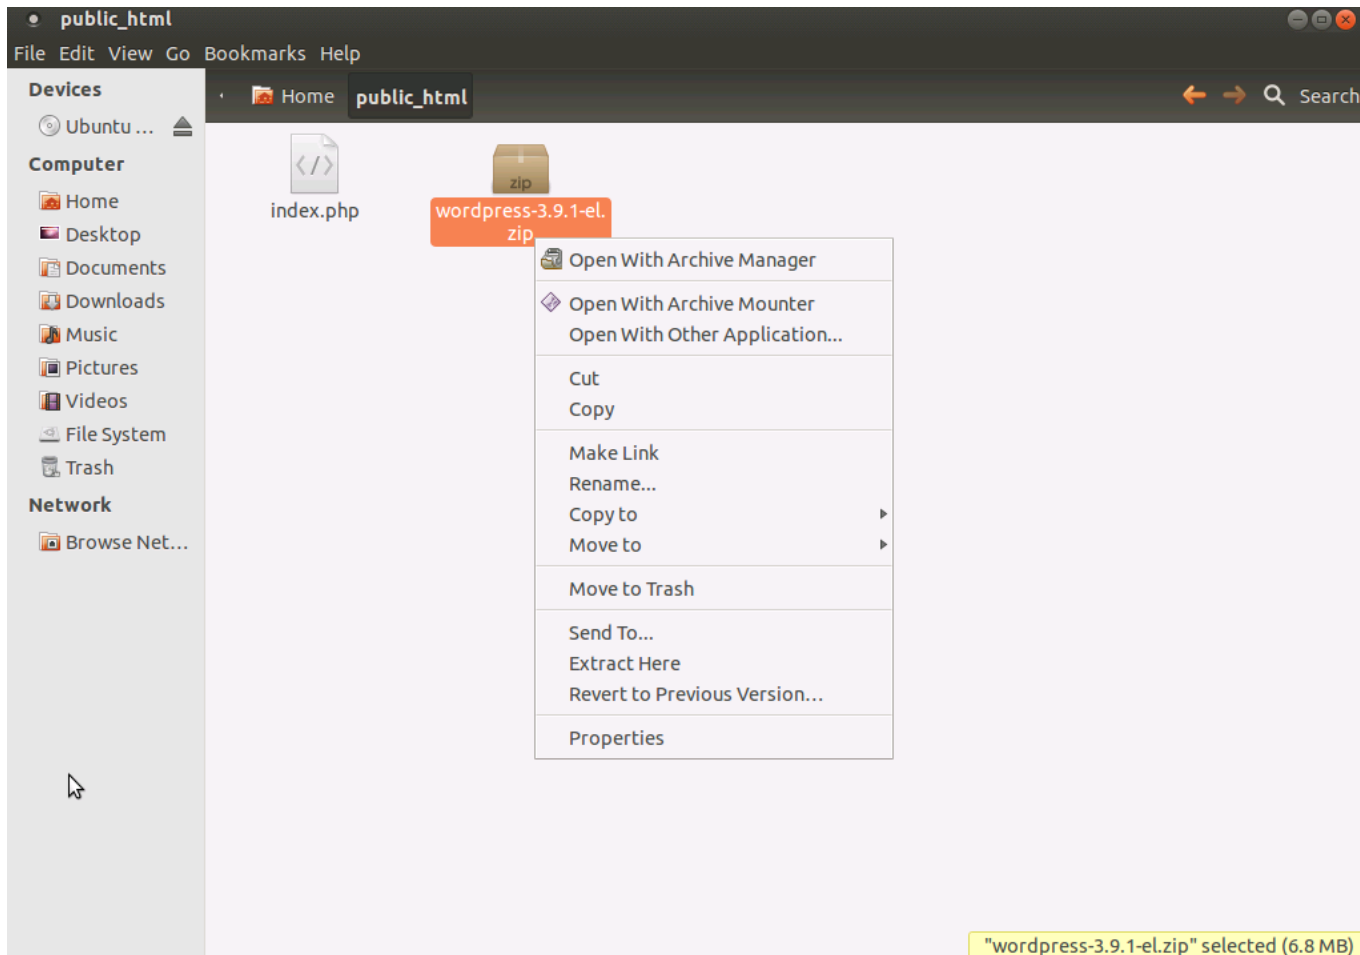 public_html
File Edit View Go Bookmarks Help
Devices
Ubuntu ...
Computer
Home
Desktop
Documents
Downloads
Music
Pictures
Videos
File System
Trash
Network
Browse Net...
Home public_html
Search
</>
index.php
zip
wordpress-3.9.1-el.
zip
Open With Archive Manager
Open With Archive Mounter
Open With Other Application...
Cut
Copy
Make Link
Rename...
Copy to
Move to
Move to Trash
Send To...
Extract Here
Revert to Previous Version...
Properties
"wordpress-3.9.1-el.zip" selected (6.8 MB)